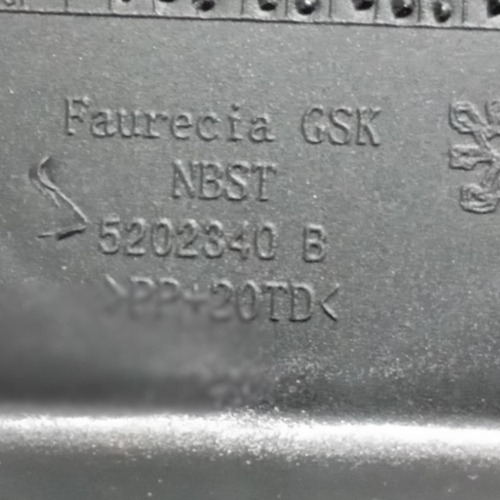 Faurecia GSK
NBST
5202340 B
>PP+20TD<